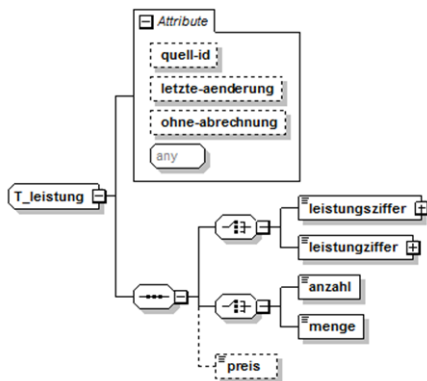 Attribute
quell-id
letzte-aenderung
ohne-abrechnung
any
T_leistung
leistungsziffer
leistungziffer
anzahl
menge
preis